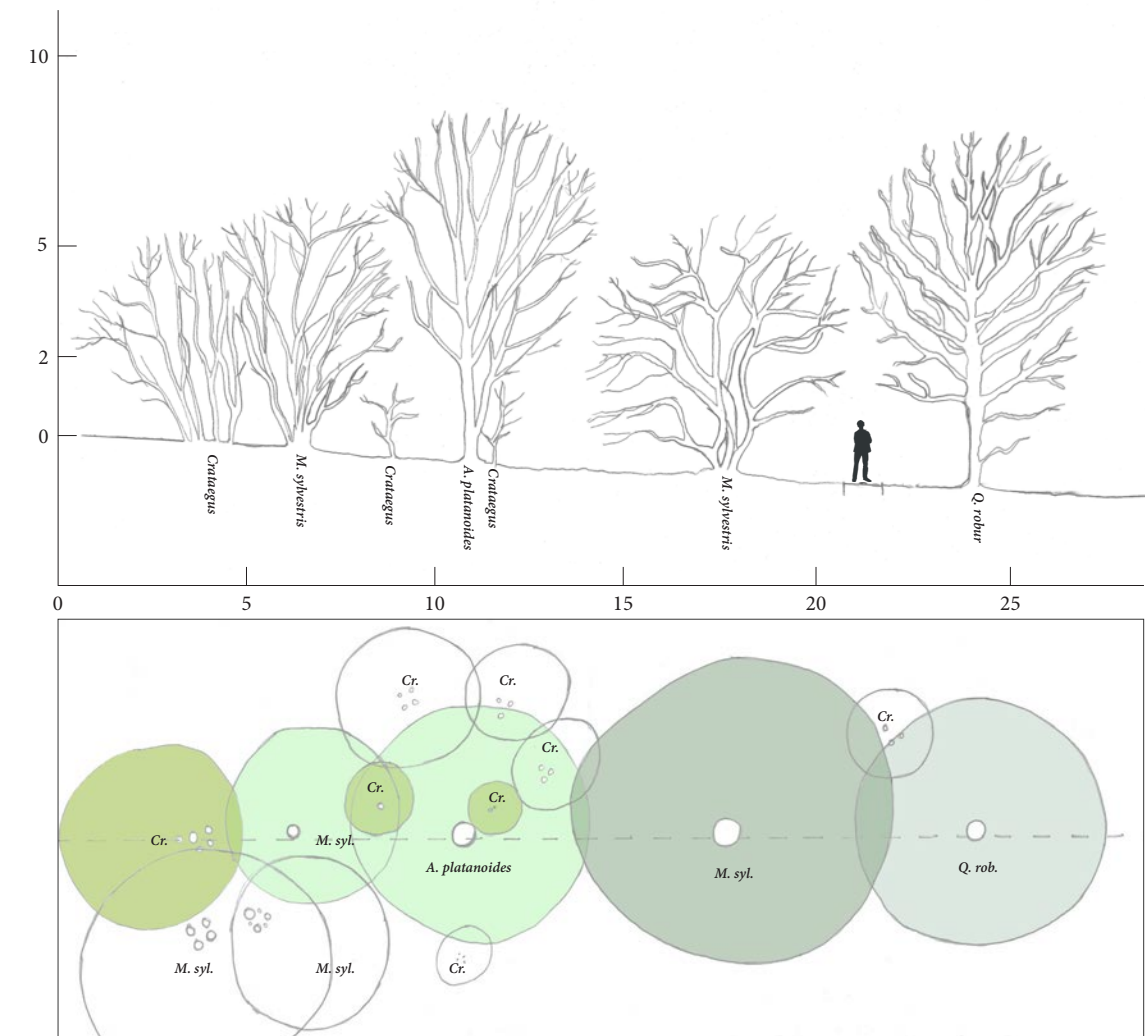 10
5
2
0
Crataegus
M. sylvestris
Crataegus
A. platanoides
Crataegus
M. sylvestris
Q. robur
0
5
10
15
20
25
Cr.
Cr.
Cr.
Cr.
Cr.
Cr.
Cr.
M. syl.
A. platanoides
M. syl.
Q. rob.
M. syl.
M. syl.
Cr.